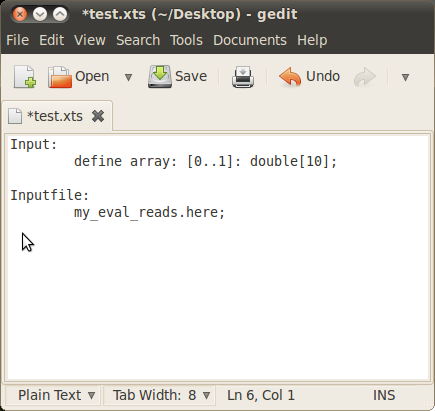 *test.xts (~/Desktop) - gedit
File Edit View Search Tools Documents Help
Open Save Undo
*test.xts
Input:
define array: [0..1]: double[10];
Inputfile:
my_eval_reads.here;
Plain Text Tab Width: 8 Ln 6, Col 1 INS